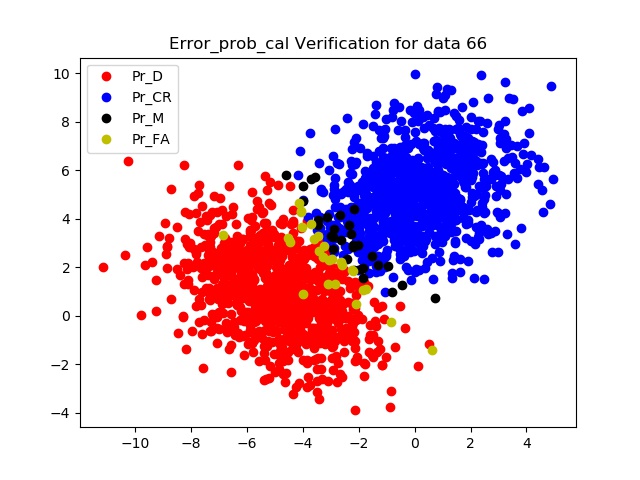 Error_prob_cal Verification for data 66
Pr_D
Pr_CR
Pr_M
Pr_FA
10
8
6
4
2
0
−2
−4
−10 −8 −6 −4 −2 0 2 4